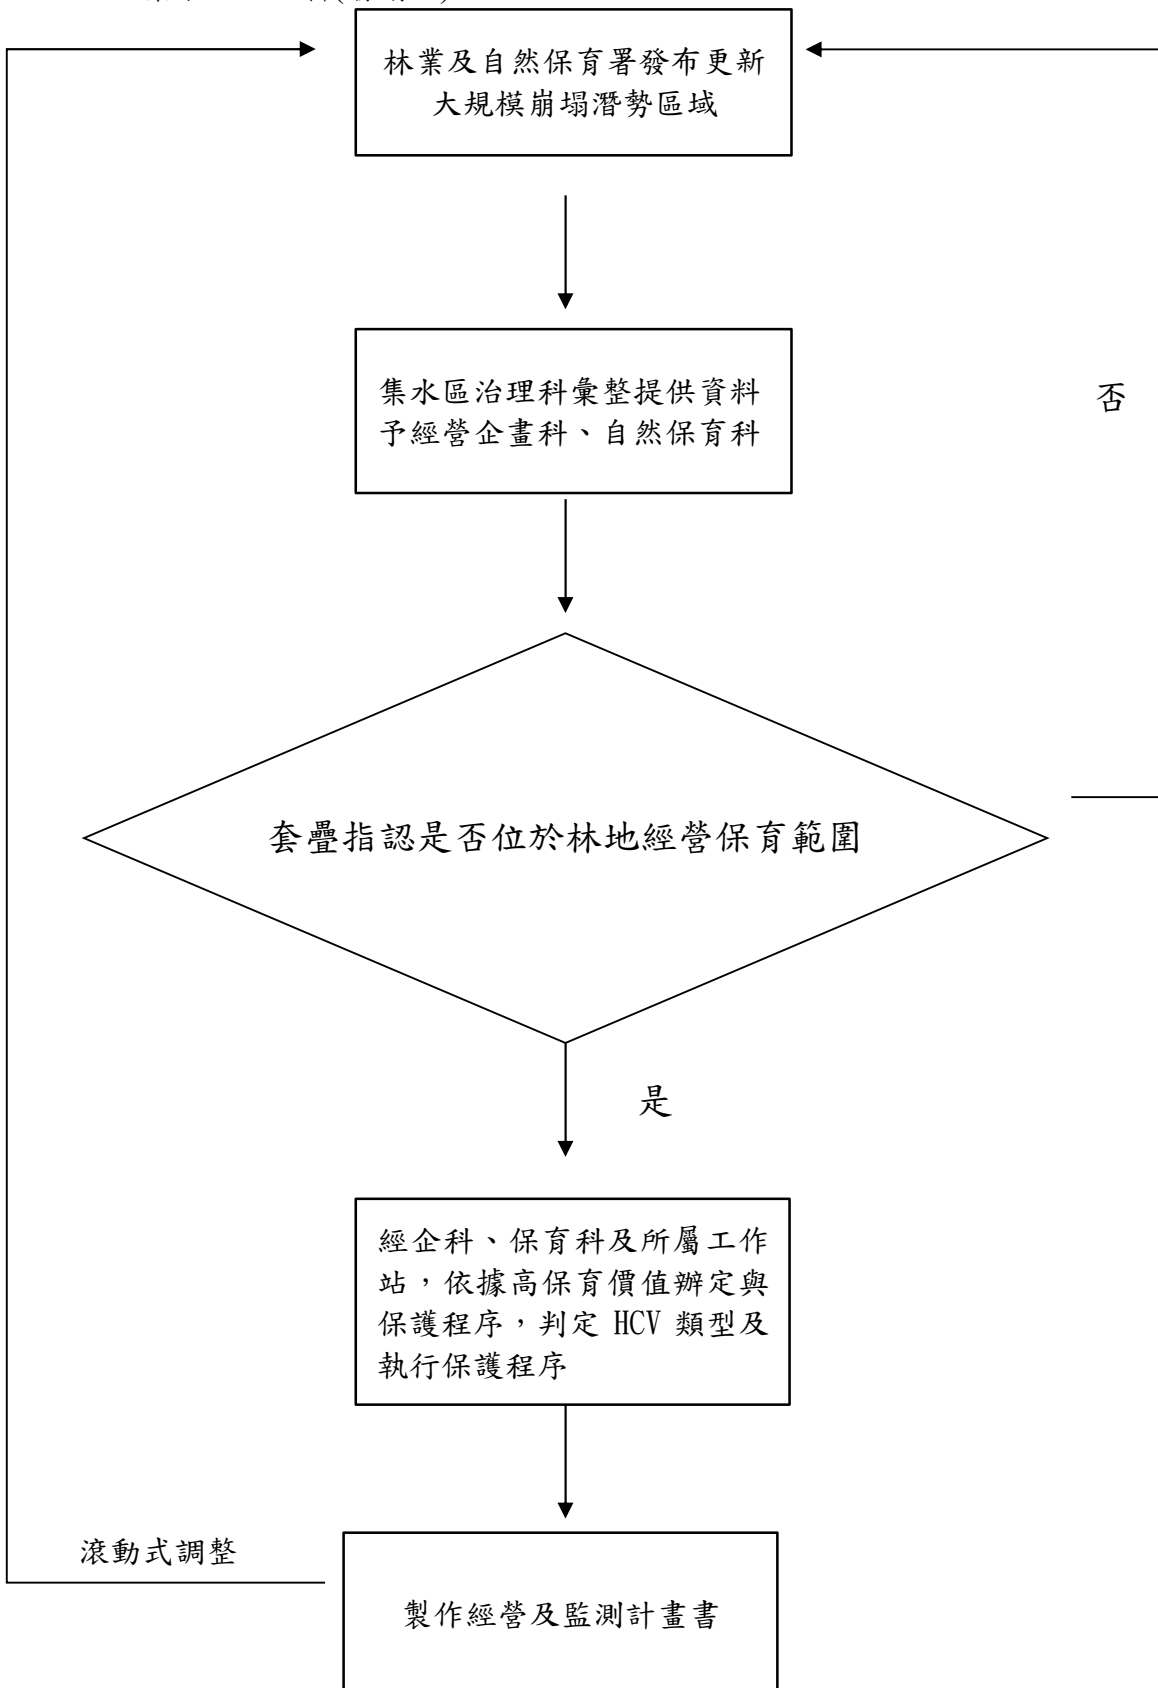 林業及自然保育署發布更新
大規模崩塌潛勢區域
集水區治理科彙整提供資料
予經營企畫科、自然保育科
否
套疊指認是否位於林地經營保育範圍
是
經企科、保育科及所屬工作
站，依據高保育價值辨定與
保護程序，判定 HCV 類型及
執行保護程序
滾動式調整
製作經營及監測計畫書